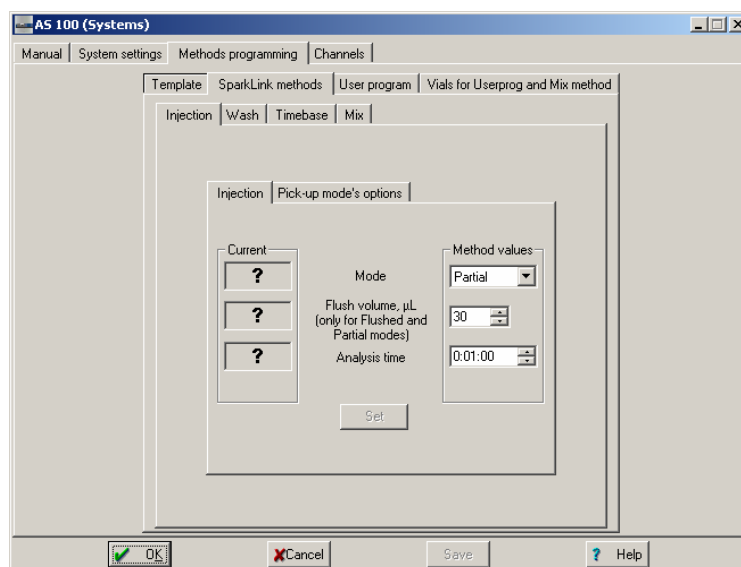 AS 100 (Systems)
Manual System settings Methods programming Channels
Template SparkLink methods User program Vials for Userprog and Mix method
Injection Wash Timebase Mix
Injection Pick-up mode's options
Current Method values
? Mode Partial
? Flush volume, µL
(only for Flushed and
Partial modes) 30
? Analysis time 0:01:00
Set
OK Cancel Save ? Help